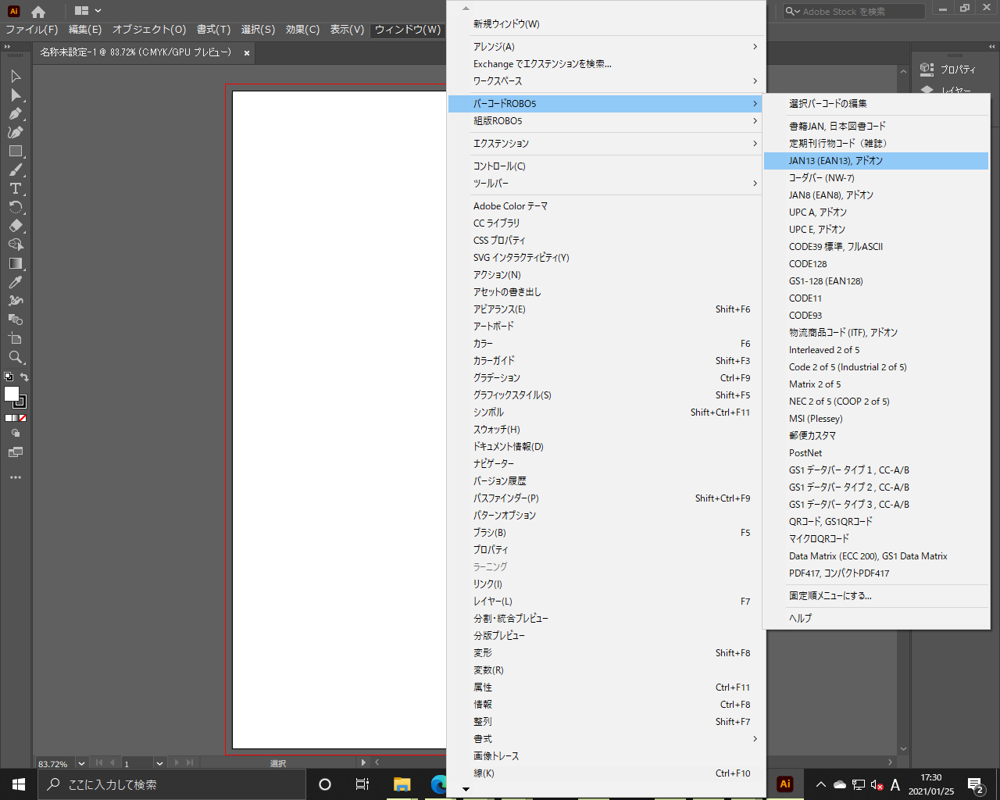 Ai
Adobe Stock を検索
ファイル(F) 編集(E) オブジェクト(O) 書式(T) 選択(S) 効果(C) 表示(V) ウィンドウ(W)
名称未設定-1 @ 83.72% (CMYK/GPU プレビュー) ×
プロパティ
レイヤー
新規ウィンドウ(W)
アレンジ(A)
Exchange でエクステンションを検索...
ワークスペース
バーコードROBO5
組版ROBO5
エクステンション
コントロール(C)
ツールバー
Adobe Color テーマ
CC ライブラリ
CSS プロパティ
SVG インタラクティビティ(Y)
アクション(N)
アセットの書き出し
アピアランス(E) Shift+F6
アートボード
カラー F6
カラーガイド Shift+F3
グラデーション Ctrl+F9
グラフィックスタイル(S) Shift+F5
シンボル Shift+Ctrl+F11
スウォッチ(H)
ドキュメント情報(D)
ナビゲーター
バージョン履歴
パスファインダー(P) Shift+Ctrl+F9
パターンオプション
ブラシ(B) F5
プロパティ
ラーニング
リンク(I)
レイヤー(L) F7
分割・統合プレビュー
分版プレビュー
変形 Shift+F8
変数(R)
属性 Ctrl+F11
情報 Ctrl+F8
整列 Shift+F7
書式
画像トレース
線(K) Ctrl+F10
選択バーコードの編集
書籍JAN, 日本図書コード
定期刊行物コード（雑誌）
JAN13 (EAN13), アドオン
コーダバー (NW-7)
JAN8 (EAN8), アドオン
UPC A, アドオン
UPC E, アドオン
CODE39 標準, フルASCII
CODE128
GS1-128 (EAN128)
CODE11
CODE93
物流商品コード (ITF), アドオン
Interleaved 2 of 5
Code 2 of 5 (Industrial 2 of 5)
Matrix 2 of 5
NEC 2 of 5 (COOP 2 of 5)
MSI (Plessey)
郵便カスタマ
PostNet
GS1 データバー タイプ 1 , CC-A/B
GS1 データバー タイプ 2 , CC-A/B
GS1 データバー タイプ 3 , CC-A/B
QRコード, GS1QRコード
マイクロQRコード
Data Matrix (ECC 200), GS1 Data Matrix
PDF417, コンパクトPDF417
固定順メニューにする...
ヘルプ
83.72% 1 選択
ここに入力して検索
Ai
A
17:30
2021/01/25
2